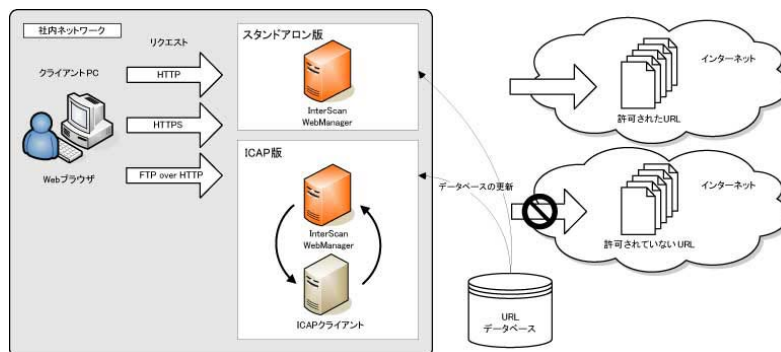 社内ネットワーク
リクエスト
クライアントPC
HTTP
HTTPS
FTP over HTTP
Webブラウザ
スタンドアロン版
InterScan
WebManager
ICAP版
InterScan
WebManager
ICAPクライアント
データベースの更新
インターネット
許可されたURL
インターネット
許可されていないURL
URL
データベース